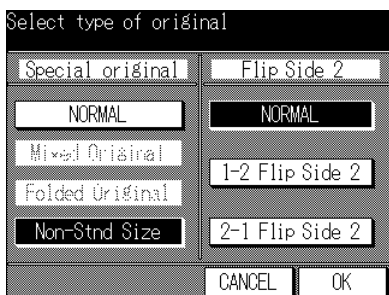 Select type of original
Special original
Flip Side 2
NORMAL
NORMAL
Mixed Original
1-2 Flip Side 2
Folded Original
Non-Stnd Size
2-1 Flip Side 2
CANCEL
OK